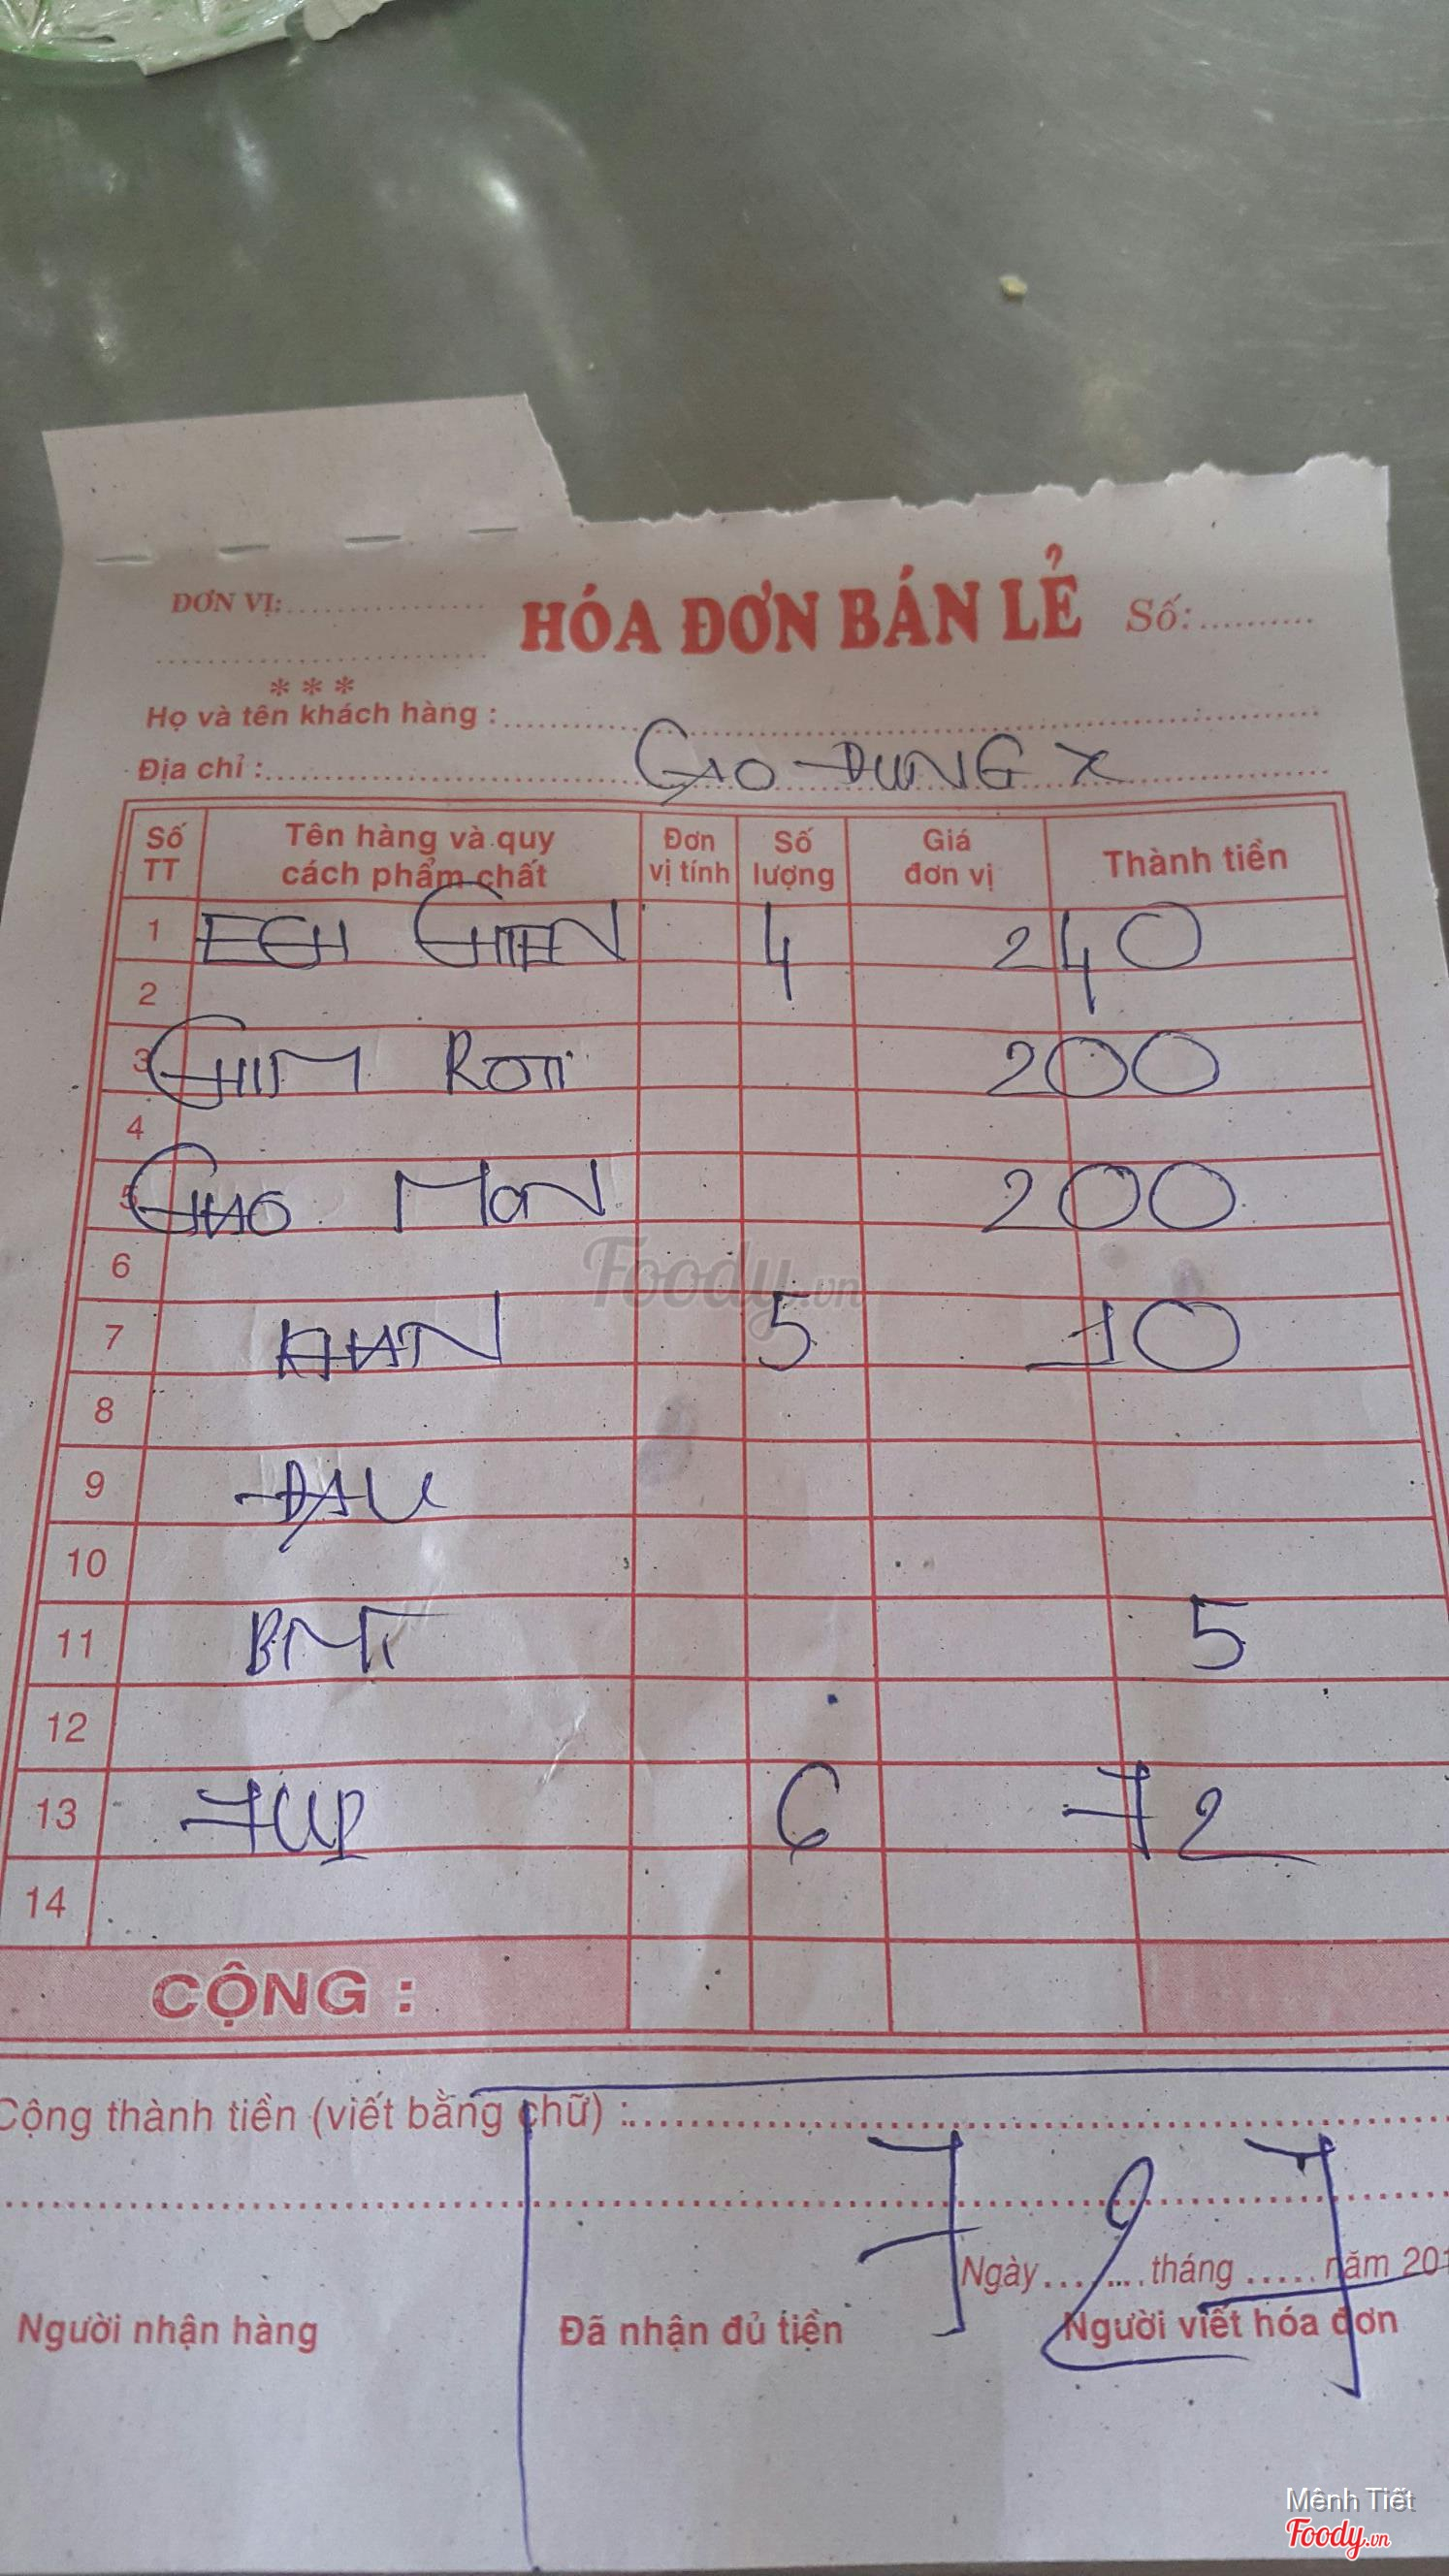 ĐƠN VỊ:................ HÓA ĐƠN BÁN LẺ Số:..........
* * *
Họ và tên khách hàng :
Địa chỉ : CAO-ĐUNG X
Số TT Tên hàng và quy cách phẩm chất Đơn vị tính Số lượng Giá đơn vị Thành tiền
1 ECH CHIEN 4 240
2
3 CHIM ROTI 200
4
5 CHAO MON 200
6
Foody.vn
7 KHAN 5 10
8
9 ĐẠU
10
11 BMI 5
12
13 7UP 6 72
14
CỘNG :
Cộng thành tiền (viết bằng chữ) :
727
Ngày........tháng.....năm 201
Người nhận hàng Đã nhận đủ tiền Người viết hóa đơn
Mênh Tiết
Foody.vn